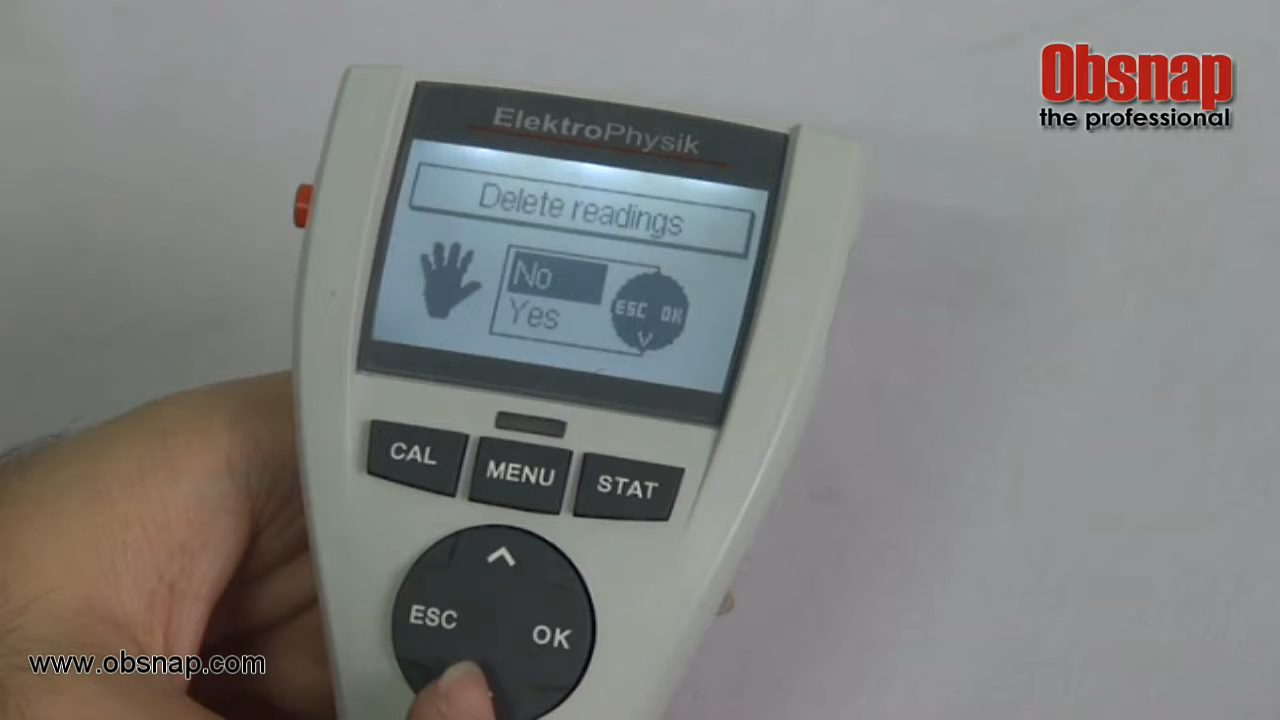 Obsnap
the professional
ElektroPhysik
Delete readings
No
Yes
ESC OK
CAL
MENU
STAT
ESC
OK
www.obsnap.com